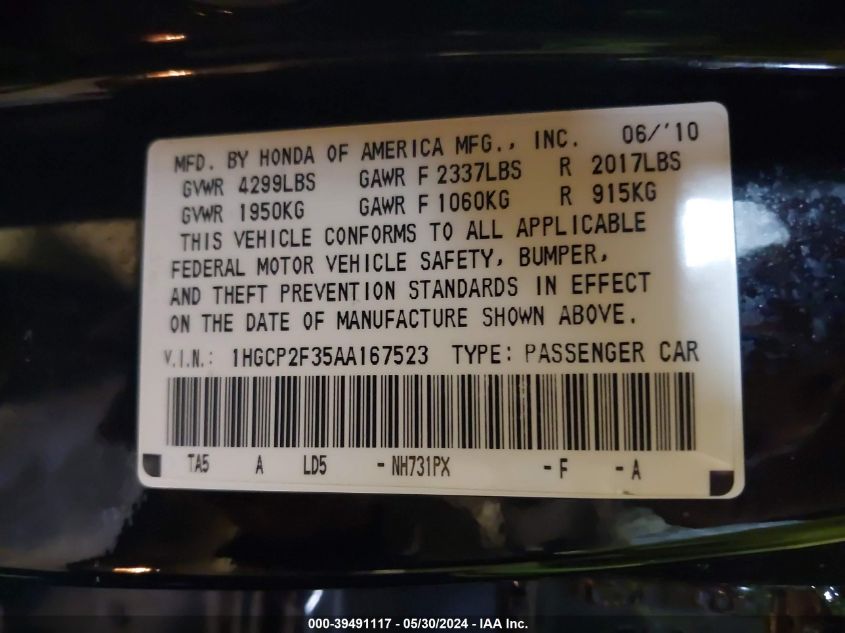 MFD. BY HONDA OF AMERICA MFG., INC. 06/'10
GVWR 4299LBS GAWR F 2337LBS R 2017LBS
GVWR 1950KG GAWR F 1060KG R 915KG
THIS VEHICLE CONFORMS TO ALL APPLICABLE
FEDERAL MOTOR VEHICLE SAFETY, BUMPER,
AND THEFT PREVENTION STANDARDS IN EFFECT
ON THE DATE OF MANUFACTURE SHOWN ABOVE.
V.I.N.: 1HGCP2F35AA167523 TYPE: PASSENGER CAR
TA5 A LD5 -NH731PX -F -A
000-39491117 - 05/30/2024 - IAA Inc.